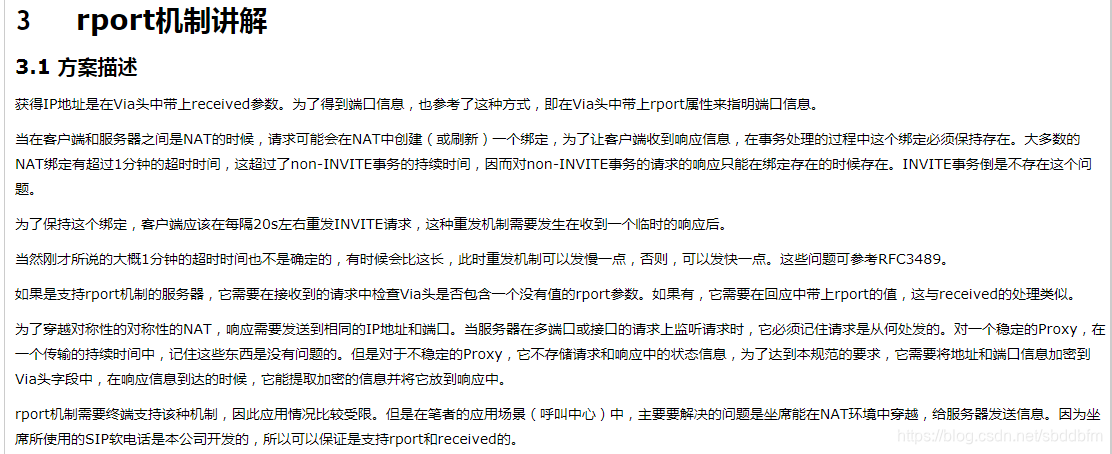 3 rport机制讲解
3.1 方案描述
获得IP地址是在Via头中带上received参数。为了得到端口信息，也参考了这种方式，即在Via头中带上rport属性来指明端口信息。
当在客户端和服务器之间是NAT的时候，请求可能会在NAT中创建（或刷新）一个绑定，为了让客户端收到响应信息，在事务处理的过程中这个绑定必须保持存在。大多数的
NAT绑定有超过1分钟的超时时间，这超过了non-INVITE事务的持续时间，因而对non-INVITE事务的请求的响应只能在绑定存在的时候存在。INVITE事务倒是不存在这个问
题。
为了保持这个绑定，客户端应该在每隔20s左右重发INVITE请求，这种重发机制需要发生在收到一个临时的响应后。
当然刚才所说的大概1分钟的超时时间也不是确定的，有时候会比这长，此时重发机制可以发慢一点，否则，可以发快一点。这些问题可参考RFC3489。
如果是支持rport机制的服务器，它需要在接收到的请求中检查Via头是否包含一个没有值的rport参数。如果有，它需要在回应中带上rport的值，这与received的处理类似。
为了穿越对称性的对称性的NAT，响应需要发送到相同的IP地址和端口。当服务器在多端口或接口的请求上监听请求时，它必须记住请求是从何处发的。对一个稳定的Proxy，在
一个传输的持续时间中，记住这些东西是没有问题的。但是对于不稳定的Proxy，它不存储请求和响应中的状态信息，为了达到本规范的要求，它需要将地址和端口信息加密到
Via头字段中，在响应信息到达的时候，它能提取加密的信息并将它放到响应中。
rport机制需要终端支持该种机制，因此应用情况比较受限。但是在笔者的应用场景（呼叫中心）中，主要要解决的问题是坐席能在NAT环境中穿越，给服务器发送信息。因为坐
席所使用的SIP软电话是本公司开发的，所以可以保证是支持rport和received的。
https://blog.csdn.net/sbddbfm